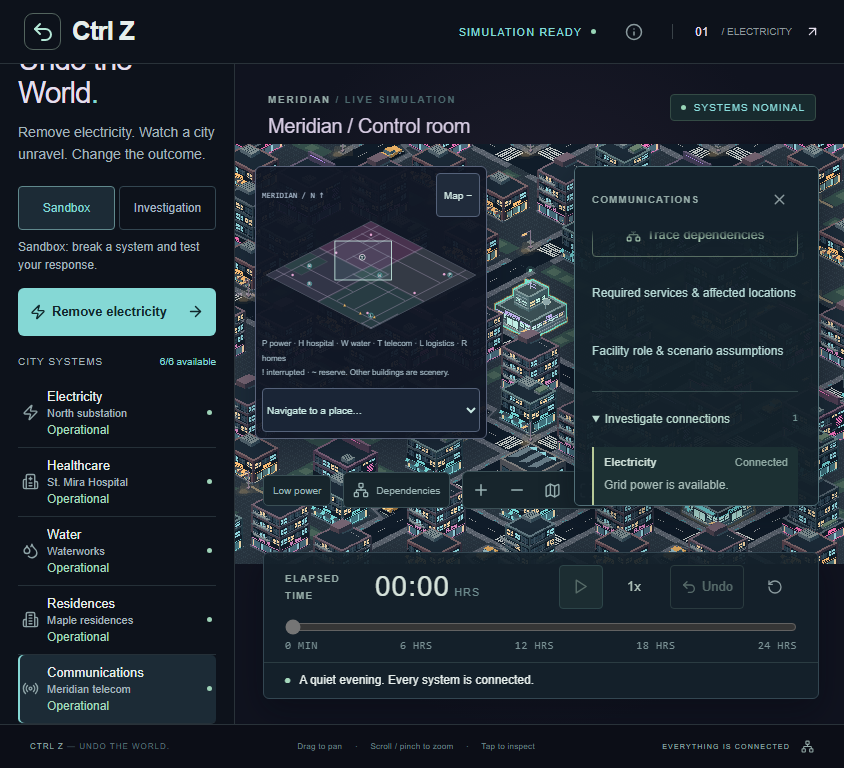 Ctrl Z
SIMULATION READY
01 / ELECTRICITY
Undo the
World.
Remove electricity. Watch a city
unravel. Change the outcome.
Sandbox
Investigation
Sandbox: break a system and test
your response.
Remove electricity
CITY SYSTEMS
6/6 available
Electricity
North substation
Operational
Healthcare
St. Mira Hospital
Operational
Water
Waterworks
Operational
Residences
Maple residences
Operational
Communications
Meridian telecom
Operational
MERIDIAN / LIVE SIMULATION
Meridian / Control room
SYSTEMS NOMINAL
MERIDIAN / N ↑
Map −
P power · H hospital · W water · T telecom · L logistics · R
homes
! interrupted · ~ reserve. Other buildings are scenery.
Navigate to a place...
Low power
Dependencies
COMMUNICATIONS
Trace dependencies
Required services & affected locations
Facility role & scenario assumptions
▼ Investigate connections
1
Electricity
Connected
Grid power is available.
ELAPSED
TIME
00:00 HRS
1x
Undo
0 MIN
6 HRS
12 HRS
18 HRS
24 HRS
A quiet evening. Every system is connected.
CTRL Z — UNDO THE WORLD.
Drag to pan · Scroll / pinch to zoom · Tap to inspect
EVERYTHING IS CONNECTED